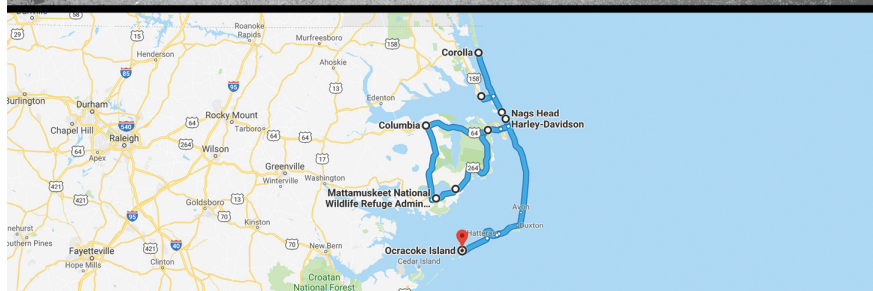 Roanoke
Rapids
Murfreesboro
158
Corolla
15
Henderson
Ahoskie
158
85
95
13
Edenton
Burlington
Durham
Rocky Mount
Nags Head
Harley-Davidson
Columbia
64
Chapel Hill
540
64
Tarboro
64
64
Raleigh
264
Wilson
Apex
17
264
Greenville
Winterville
Washington
421
Mattamuskeet National
Wildlife Refuge Admin...
421
Goldsboro
13
95
Kinston
Avon
Buxton
Hatteras
70
421
40
70
New Bern
Ocracoke Island
Cedar Island
Fayetteville
Hope Mills
Clinton
Croatan
National Forest